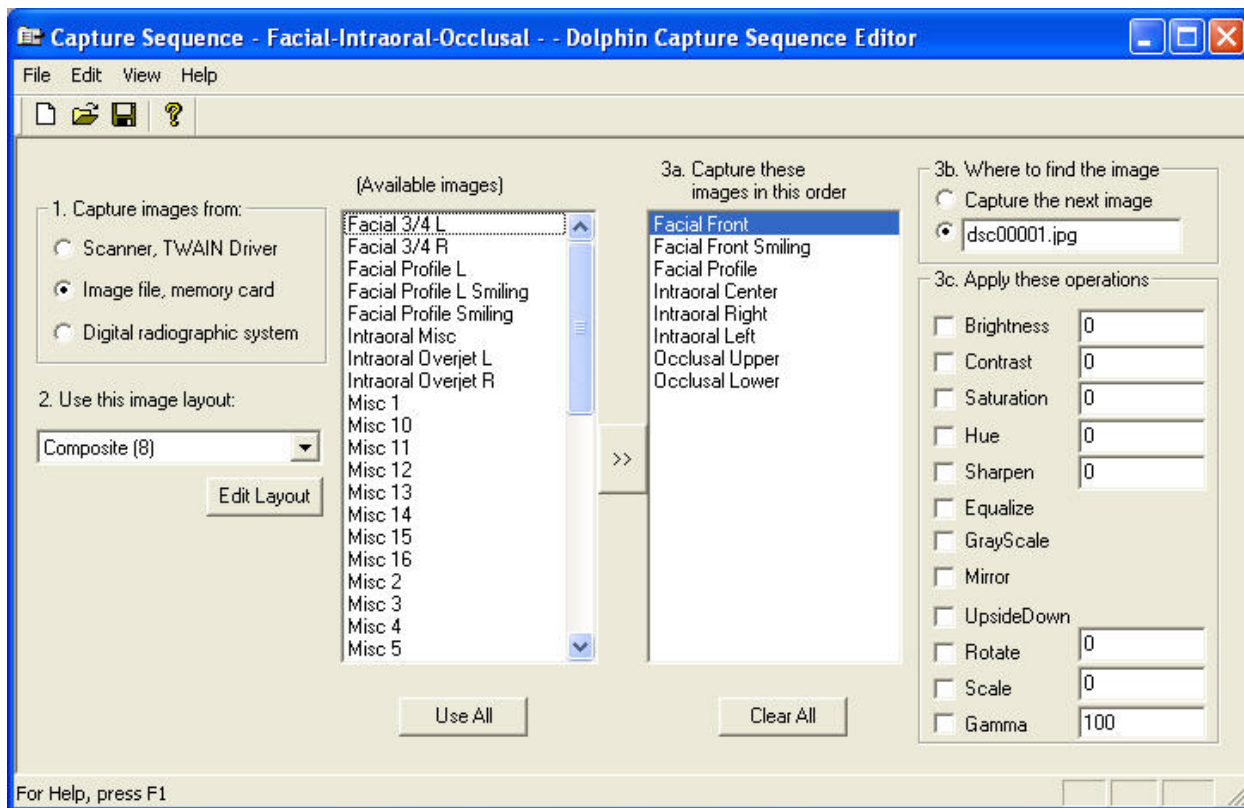 Capture Sequence - Facial-Intraoral-Occlusal - - Dolphin Capture Sequence Editor
File Edit View Help
1. Capture images from:
Scanner, TWAIN Driver
Image file, memory card
Digital radiographic system
2. Use this image layout:
Composite (8)
Edit Layout
(Available images)
Facial 3/4 L
Facial 3/4 R
Facial Profile L
Facial Profile L Smiling
Facial Profile Smiling
Intraoral Misc
Intraoral Overjet L
Intraoral Overjet R
Misc 1
Misc 10
Misc 11
Misc 12
Misc 13
Misc 14
Misc 15
Misc 16
Misc 2
Misc 3
Misc 4
Misc 5
Use All
>>
3a. Capture these
images in this order
Facial Front
Facial Front Smiling
Facial Profile
Intraoral Center
Intraoral Right
Intraoral Left
Occlusal Upper
Occlusal Lower
Clear All
3b. Where to find the image
Capture the next image
dsc00001.jpg
3c. Apply these operations
Brightness 0
Contrast 0
Saturation 0
Hue 0
Sharpen 0
Equalize
GrayScale
Mirror
UpsideDown
Rotate 0
Scale 0
Gamma 100
For Help, press F1